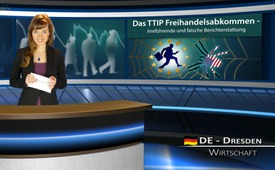 Das TTIP Freihandelsabkommen -
Irreführende und falsche Berichterstattung
DE - DRESDEN
WIRTSCHAFT